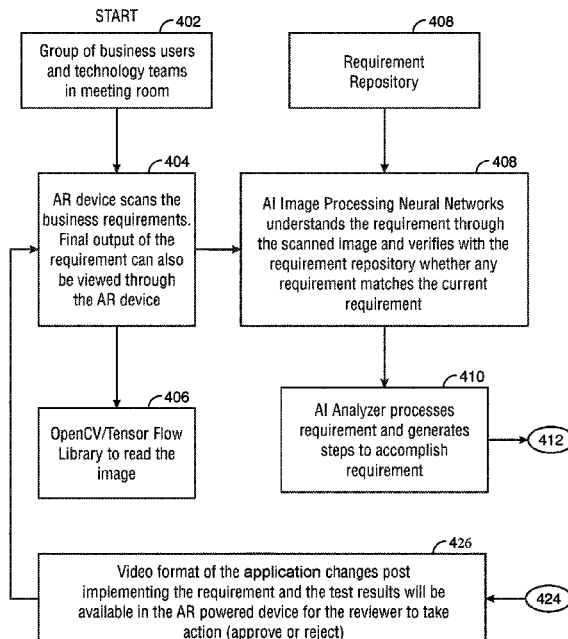 START
402
Group of business users
and technology teams
in meeting room
408
Requirement
Repository
404
AR device scans the
business requirements.
Final output of the
requirement can also
be viewed through
the AR device
408
AI Image Processing Neural Networks
understands the requirement through
the scanned image and verifies with the
requirement repository whether any
requirement matches the current
requirement
406
OpenCV/Tensor Flow
Library to read the
image
410
AI Analyzer processes
requirement and generates
steps to accomplish
requirement
412
426
Video format of the application changes post
implementing the requirement and the test results will be
available in the AR powered device for the reviewer to take
action (approve or reject)
424